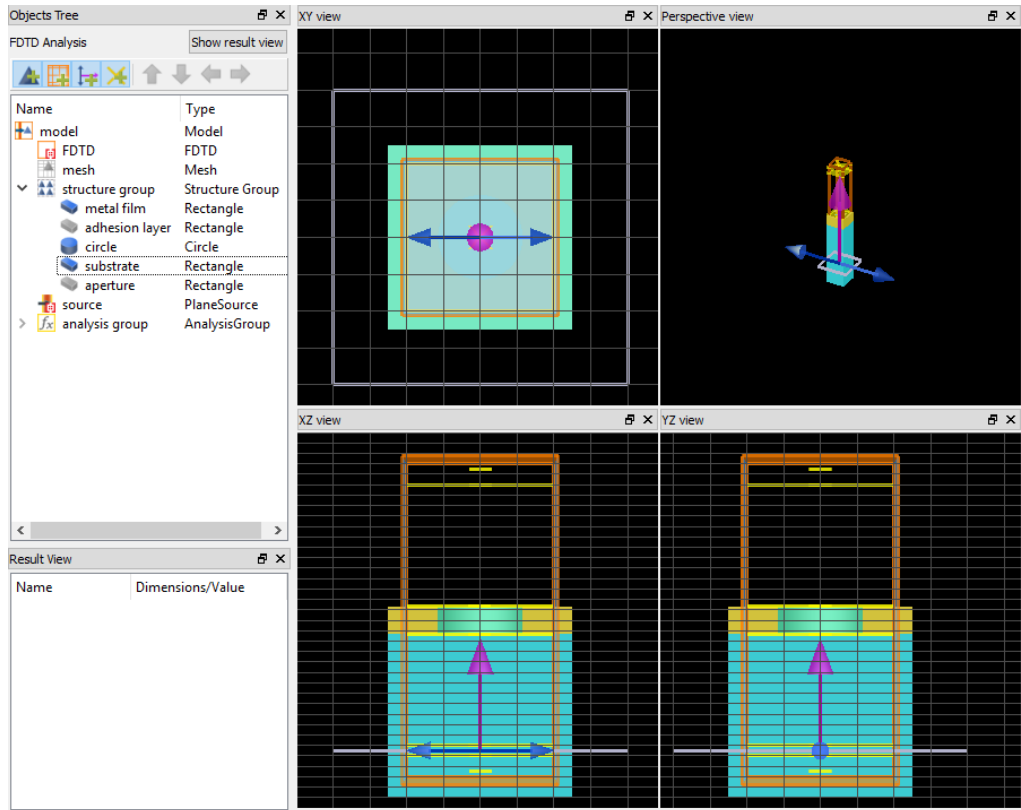 Objects Tree
FDTD Analysis
Show result view
Name Type
model Model
FDTD FDTD
mesh Mesh
structure group Structure Group
metal film Rectangle
adhesion layer Rectangle
circle Circle
substrate Rectangle
aperture Rectangle
source PlaneSource
fx analysis group AnalysisGroup
Result View
Name Dimensions/Value
XY view
Perspective view
XZ view
YZ view